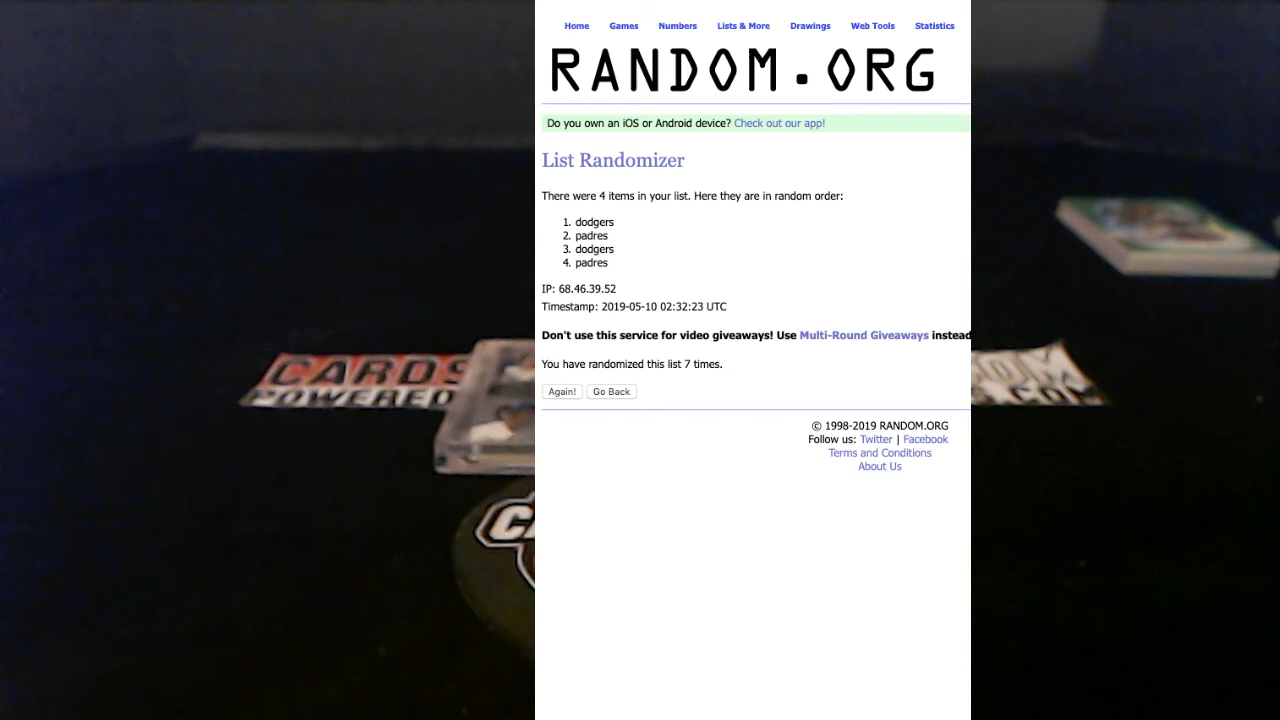 Home Games Numbers Lists & More Drawings Web Tools Statistics
RANDOM.ORG
Do you own an iOS or Android device? Check out our app!
List Randomizer
There were 4 items in your list. Here they are in random order:
1. dodgers
2. padres
3. dodgers
4. padres
IP: 68.46.39.52
Timestamp: 2019-05-10 02:32:23 UTC
Don't use this service for video giveaways! Use Multi-Round Giveaways instead
You have randomized this list 7 times.
CARDS
POWERED
Again! Go Back
© 1998-2019 RANDOM.ORG
Follow us: Twitter | Facebook
Terms and Conditions
About Us